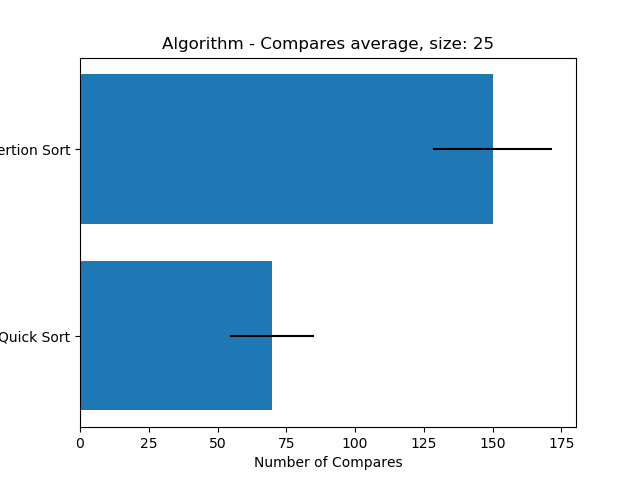 Algorithm - Compares average, size: 25
ertion Sort
Quick Sort
0 25 50 75 100 125 150 175
Number of Compares